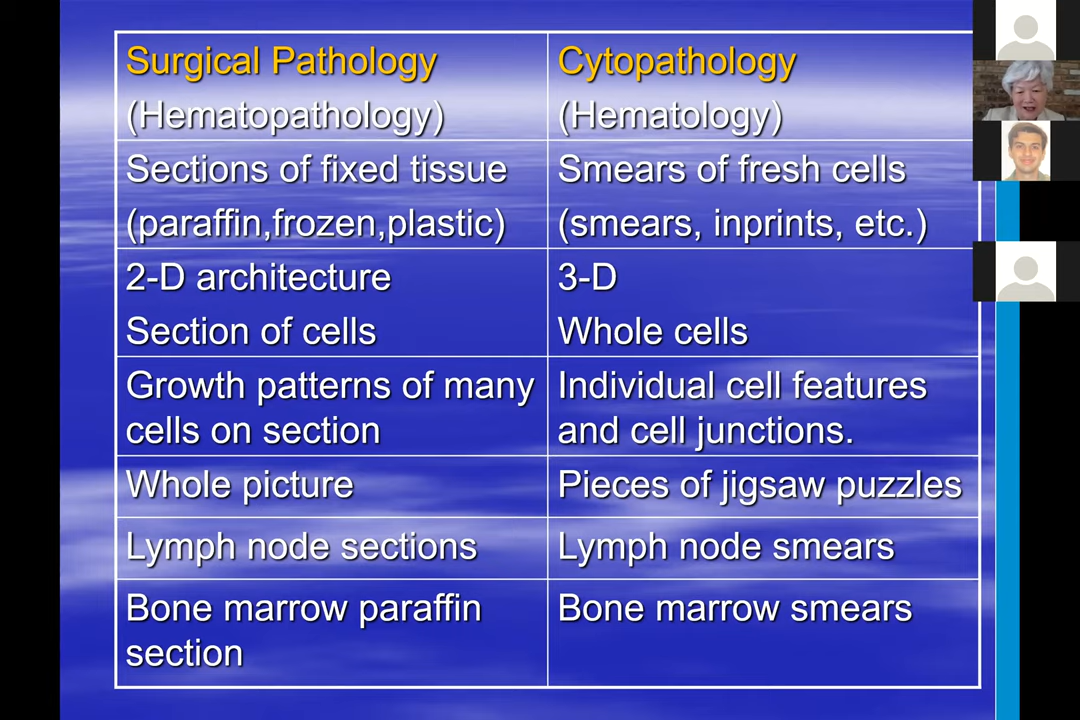 Surgical Pathology
(Hematopathology)
Cytopathology
(Hematology)
Sections of fixed tissue
(paraffin,frozen,plastic)
Smears of fresh cells
(smears, inprints, etc.)
2-D architecture
Section of cells
3-D
Whole cells
Growth patterns of many
cells on section
Individual cell features
and cell junctions.
Whole picture
Pieces of jigsaw puzzles
Lymph node sections
Lymph node smears
Bone marrow paraffin
section
Bone marrow smears